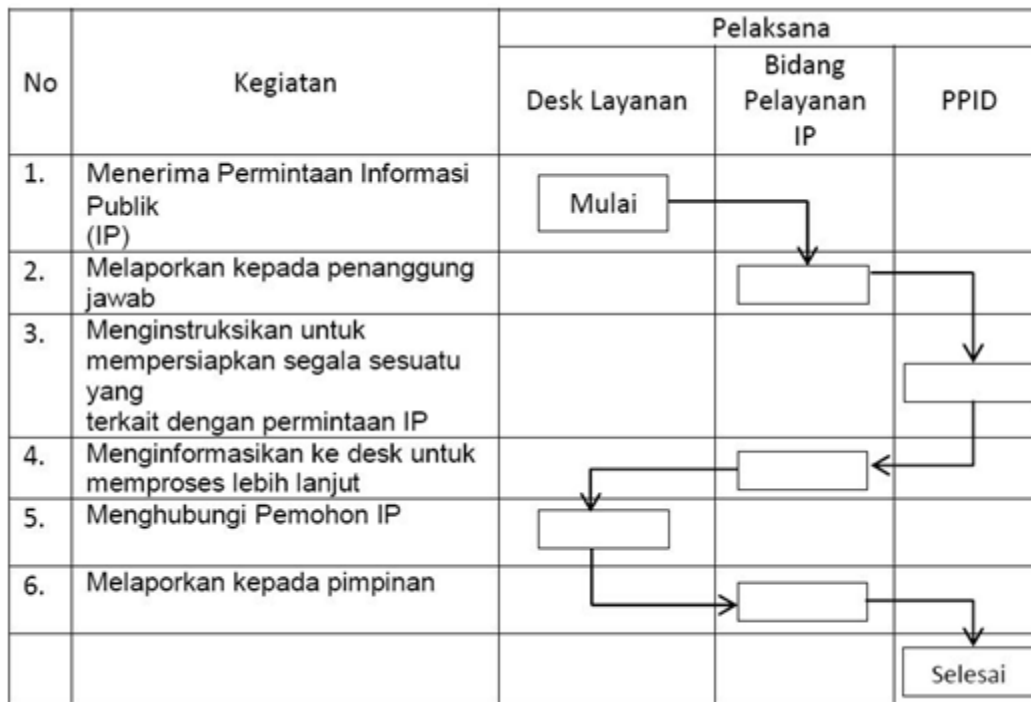 No
Kegiatan
Pelaksana
Desk Layanan
Bidang
Pelayanan
IP
PPID
1.
Menerima Permintaan Informasi
Publik
(IP)
Mulai
2.
Melaporkan kepada penanggung
jawab
3.
Menginstruksikan untuk
mempersiapkan segala sesuatu
yang
terkait dengan permintaan IP
4.
Menginformasikan ke desk untuk
memproses lebih lanjut
5.
Menghubungi Pemohon IP
6.
Melaporkan kepada pimpinan
Selesai